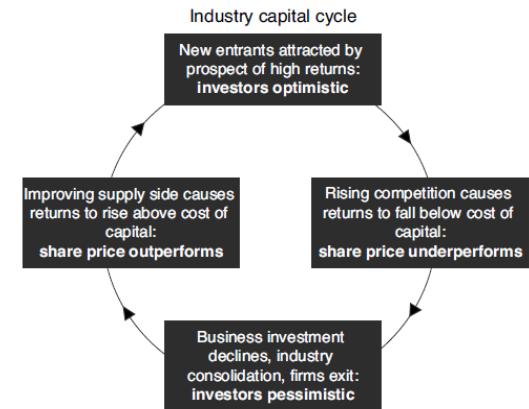 Industry capital cycle
New entrants attracted by
prospect of high returns:
investors optimistic
Improving supply side causes
returns to rise above cost of
capital:
share price outperforms
Rising competition causes
returns to fall below cost of
capital:
share price underperforms
Business investment
declines, industry
consolidation, firms exit:
investors pessimistic